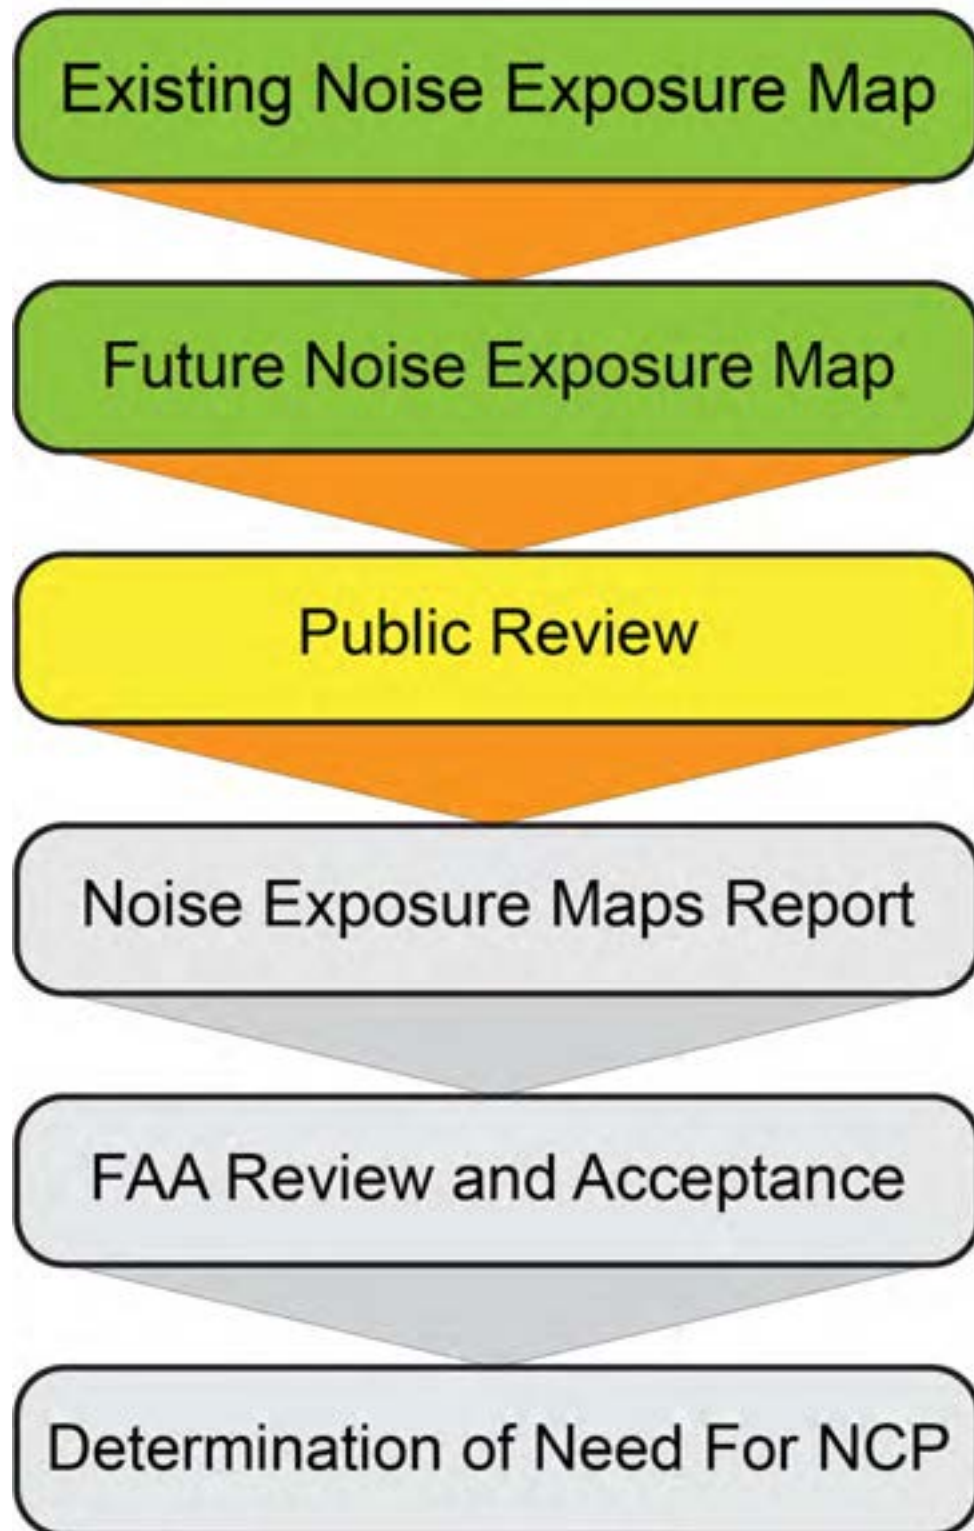 Existing Noise Exposure Map
Future Noise Exposure Map
Public Review
Noise Exposure Maps Report
FAA Review and Acceptance
Determination of Need For NCP